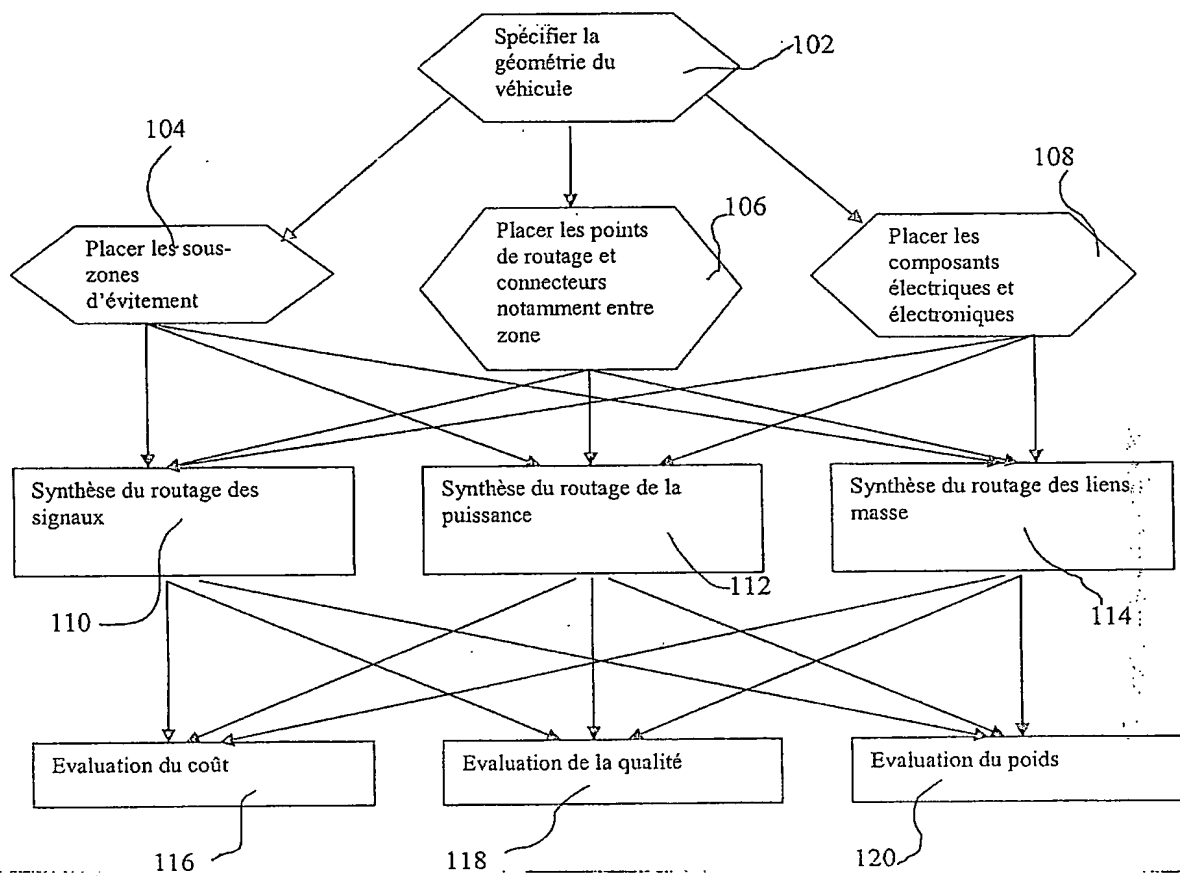 Spécifier la
géométrie du
véhicule
102
104
108
106
Placer les sous-
zones
d'évitement
Placer les points
de routage et
connecteurs
notamment entre
zone
Placer les
composants
électriques et
électroniques
Synthèse du routage des
signaux
Synthèse du routage de la
puissance
Synthèse du routage des liens
masse
110
112
114
Evaluation du coût
Evaluation de la qualité
Evaluation du poids
116
118
120